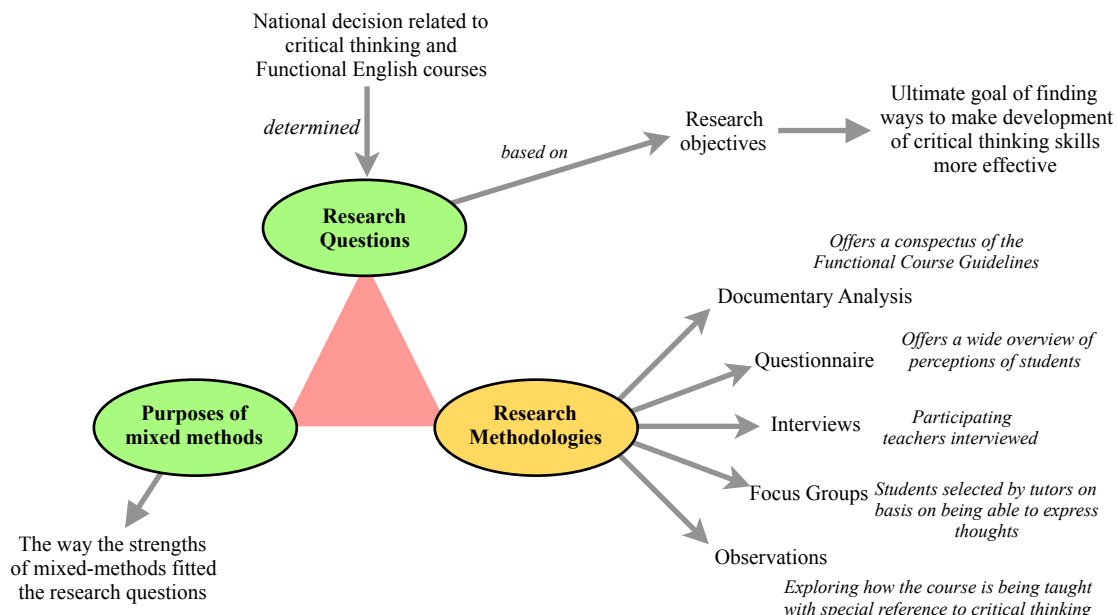 National decision related to
critical thinking and
Functional English courses
determined
based on
Research
objectives
Ultimate goal of finding
ways to make development
of critical thinking skills
more effective
Research
Questions
Offers a conspectus of the
Functional Course Guidelines
Documentary Analysis
Questionnaire
Offers a wide overview of
perceptions of students
Purposes of
mixed methods
Research
Methodologies
Interviews
Participating
teachers interviewed
Focus Groups
Students selected by tutors on
basis on being able to express
thoughts
Observations
The way the strengths
of mixed-methods fitted
the research questions
Exploring how the course is being taught
with special reference to critical thinking